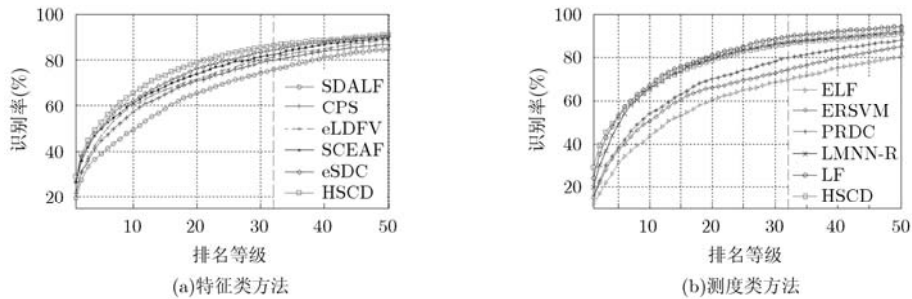 100
80
60
40
20
识别率(%)
10
20
30
40
50
排名等级
SDALF
CPS
eLDFV
SCEAF
eSDC
HSCD
(a)特征类方法
100
80
60
40
20
识别率(%)
10
20
30
40
50
排名等级
ELF
ERSVM
PRDC
LMNN-R
LF
HSCD
(b)测度类方法